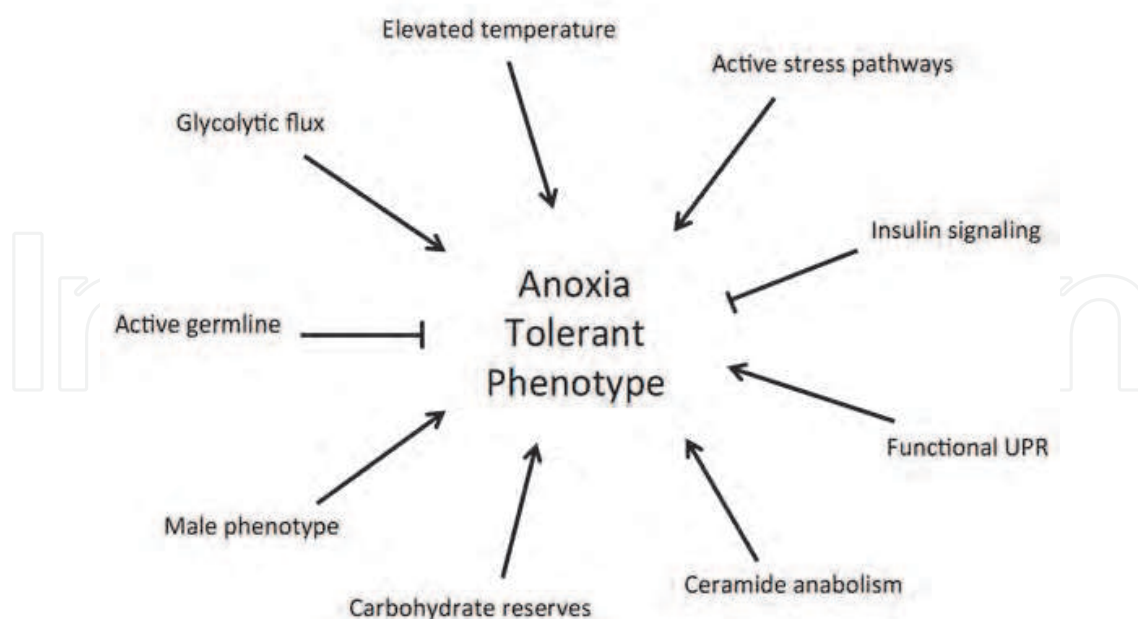 Elevated temperature
Active stress pathways
Glycolytic flux
Insulin signaling
Anoxia
Active germline
Tolerant
Phenotype
Functional UPR
Male phenotype
Ceramide anabolism
Carbohydrate reserves